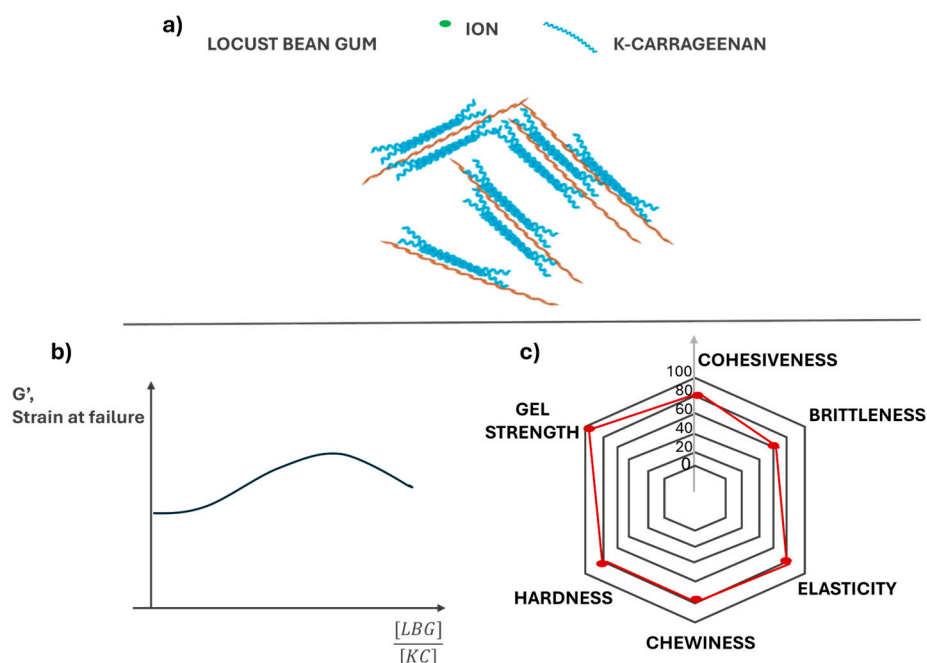 a)
LOCUST BEAN GUM
ION
K-CARRAGEENAN
b)
G’,
Strain at failure
[LBG]
[KC]
c)
COHESIVENESS
100
80
60
40
20
0
BRITTLENESS
GEL
STRENGTH
HARDNESS
ELASTICITY
CHEWINESS